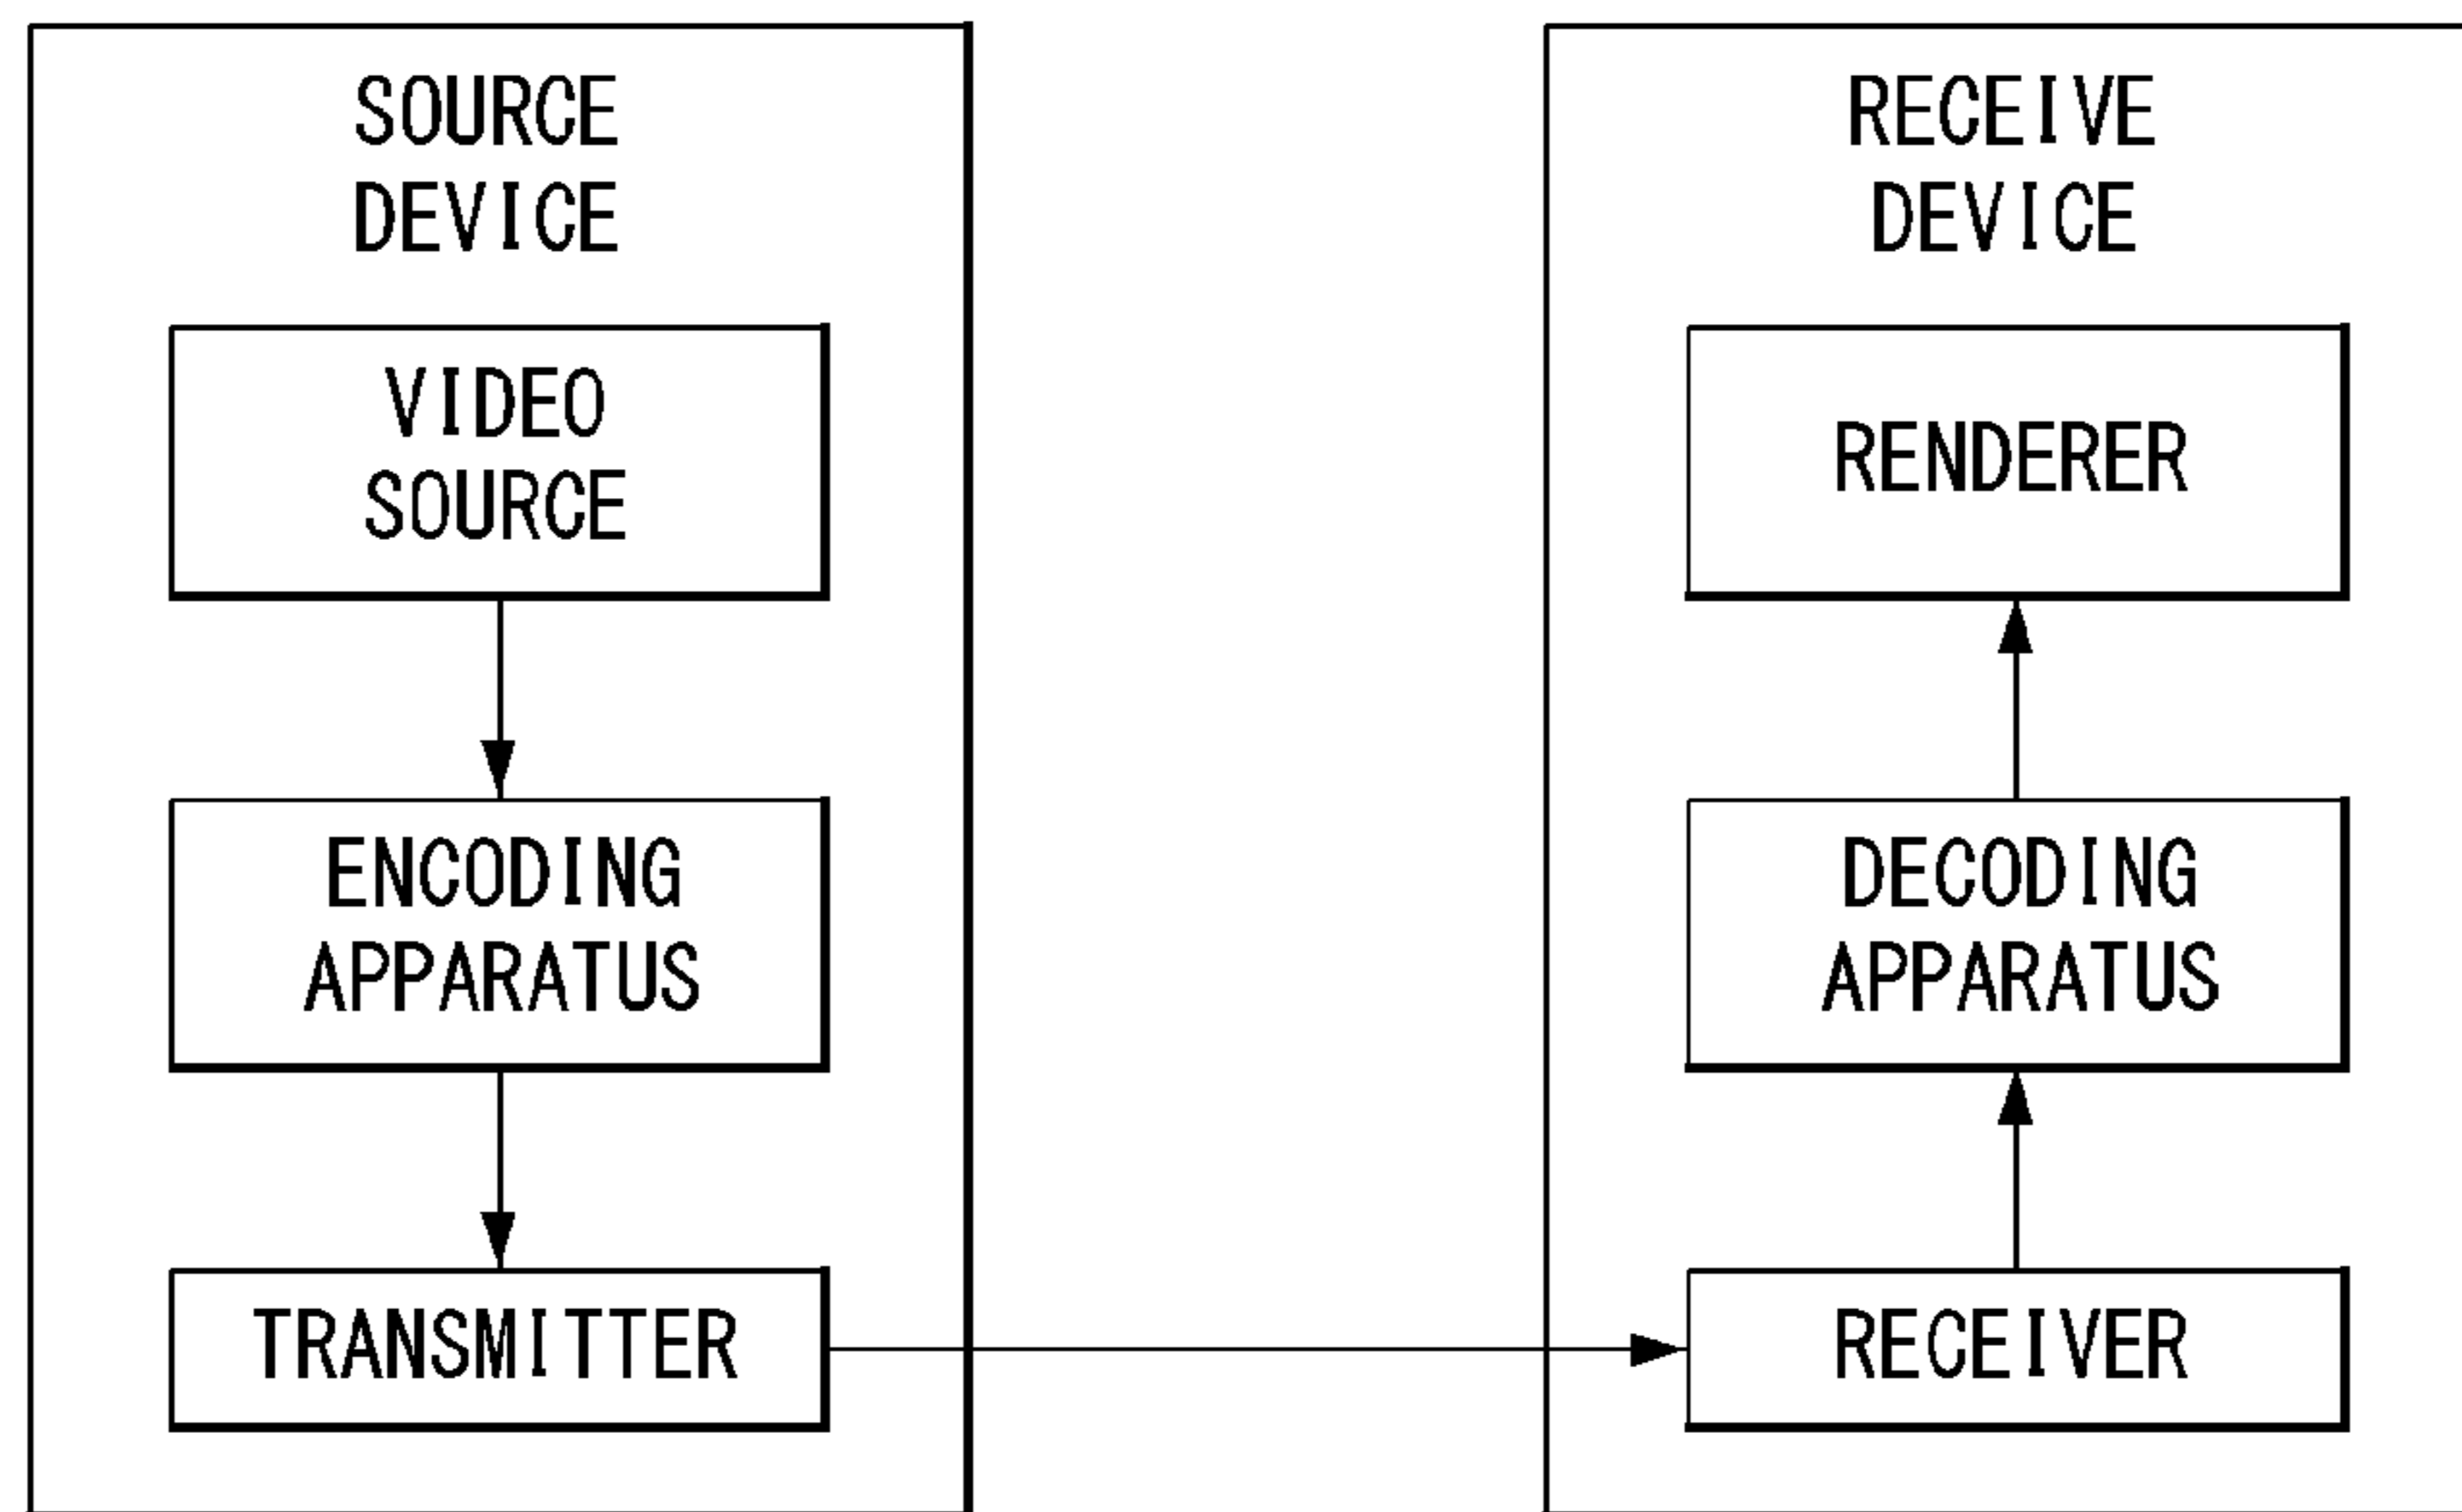 SOURCE
DEVICE
VIDEO
SOURCE
ENCODING
APPARATUS
TRANSMITTER
RECEIVE
DEVICE
RENDERER
DECODING
APPARATUS
RECEIVER